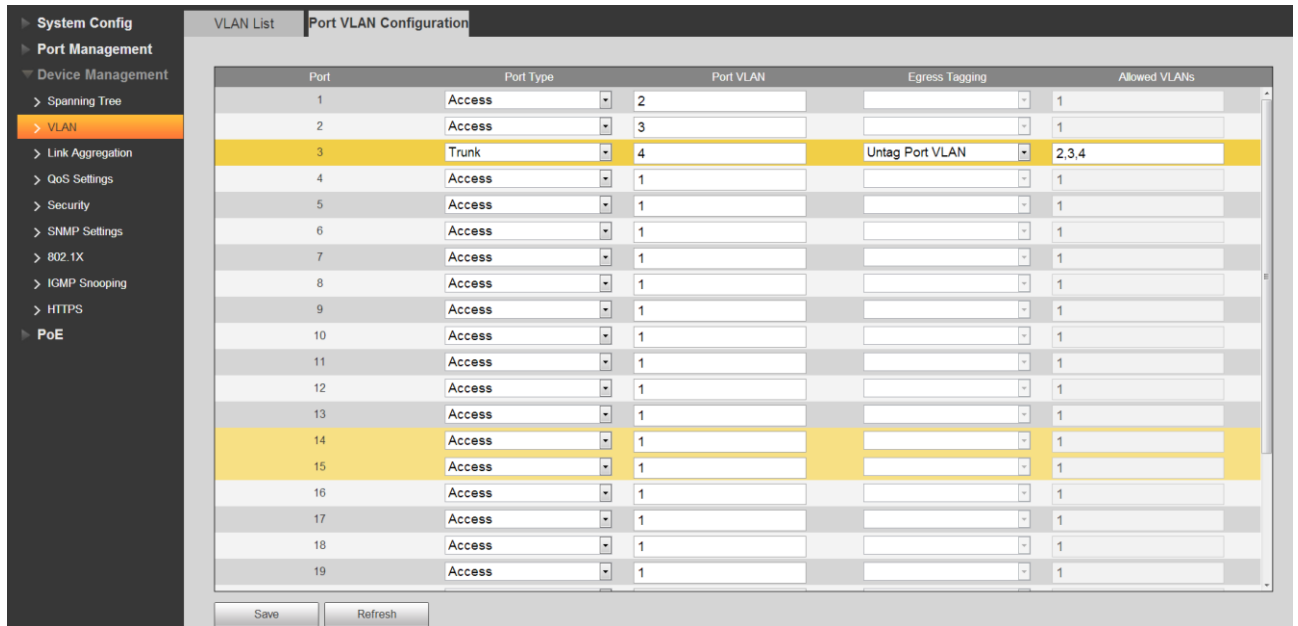 System Config
Port Management
Device Management
Spanning Tree
VLAN
Link Aggregation
QoS Settings
Security
SNMP Settings
802.1X
IGMP Snooping
HTTPS
PoE
VLAN List Port VLAN Configuration
Port Port Type Port VLAN Egress Tagging Allowed VLANs
1 Access 2 1
2 Access 3 1
3 Trunk 4 Untag Port VLAN 2,3,4
4 Access 1 1
5 Access 1 1
6 Access 1 1
7 Access 1 1
8 Access 1 1
9 Access 1 1
10 Access 1 1
11 Access 1 1
12 Access 1 1
13 Access 1 1
14 Access 1 1
15 Access 1 1
16 Access 1 1
17 Access 1 1
18 Access 1 1
19 Access 1 1
Save Refresh